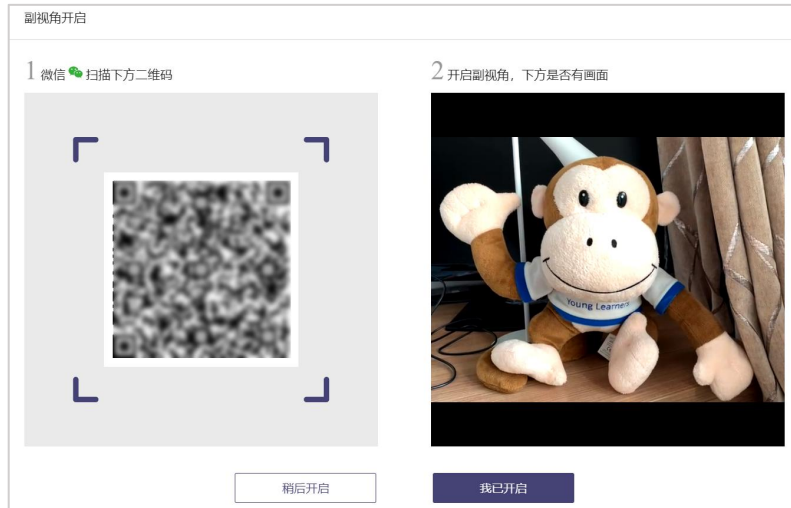 副视角开启
1 微信 扫描下方二维码
2 开启副视角，下方是否有画面
Young Learners
稍后开启
我已开启